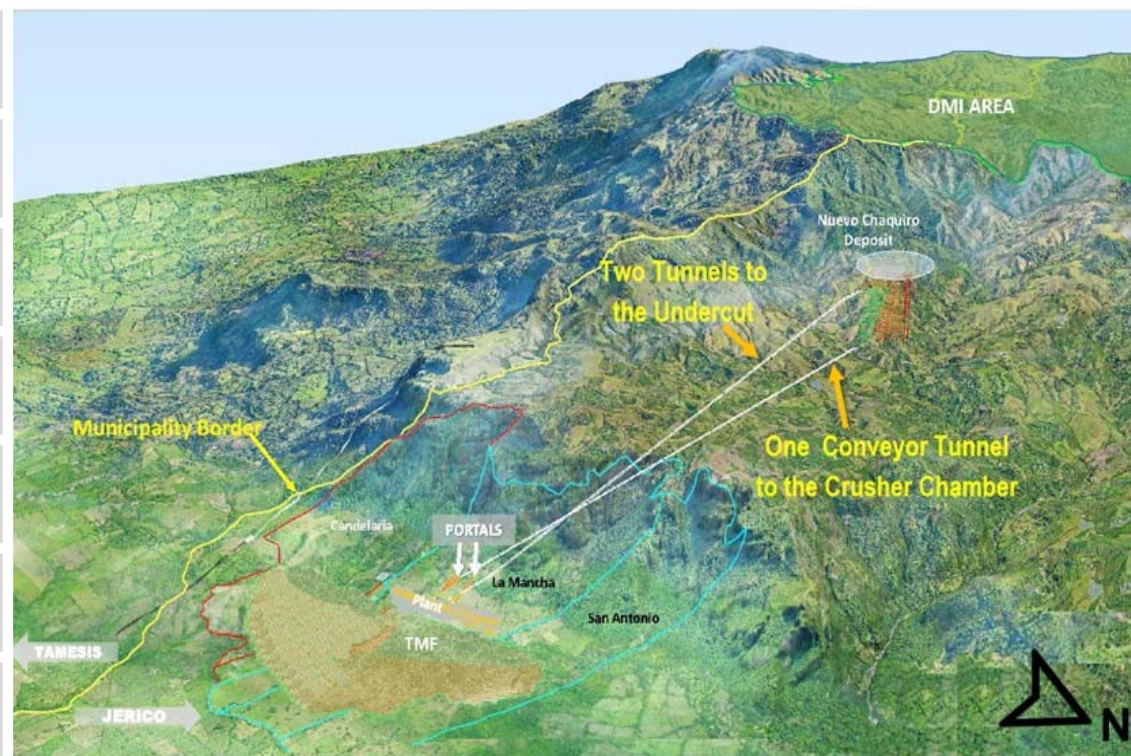 DMI AREA
Nuevo Chaquiro
Deposit
Two Tunnels to
the Undercut
Municipality Border
One Conveyor Tunnel
to the Crusher Chamber
Candelaria
PORTALS
La Mancha
Plant
San Antonio
TMF
TAMESIS
JERICO
N